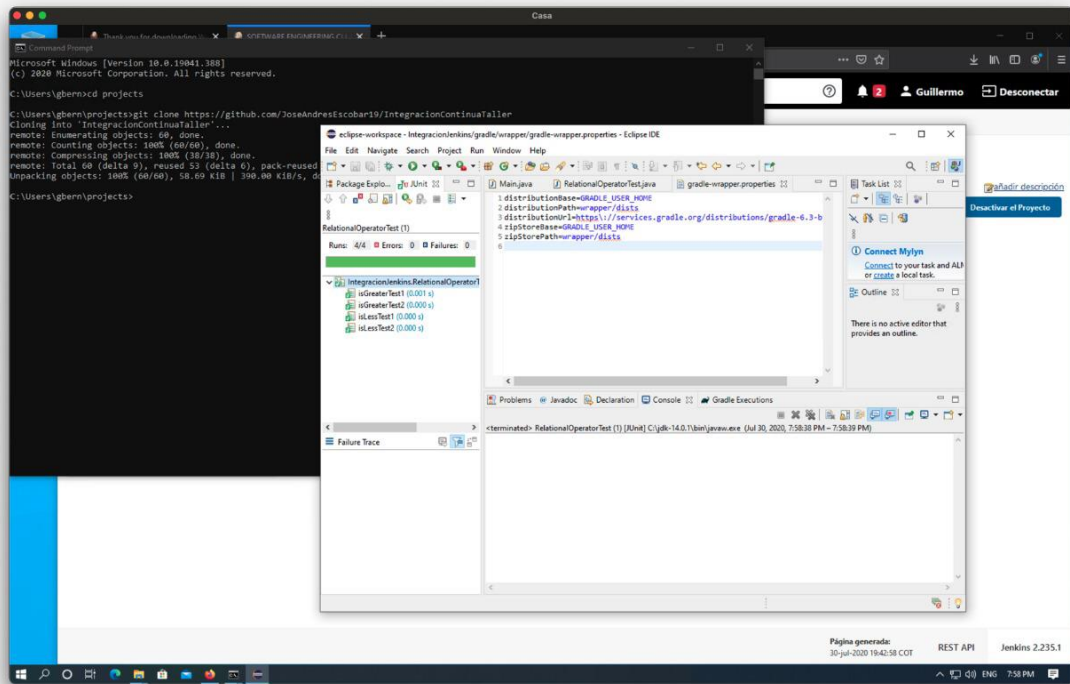 Casa
Thank you for downloading
SOFTWARE ENGINEERING
Command Prompt
Microsoft Windows [Version 10.0.19041.388]
(c) 2020 Microsoft Corporation. All rights reserved.
C:\Users\gbern>cd projects
C:\Users\gbern\projects>git clone https://github.com/JoseAndresEscobar19/IntegracionContinuaTaller
Cloning into 'IntegracionContinuaTaller'...
remote: Enumerating objects: 60, done.
remote: Counting objects: 100% (60/60), done.
remote: Compressing objects: 100% (38/38), done.
remote: Total 60 (delta 9), reused 53 (delta 6), pack-reused
Unpacking objects: 100% (60/60), 58.69 KiB | 390.00 KiB/s, do
C:\Users\gbern\projects>
2
Guillermo
Desconectar
añadir descripción
Desactivar el Proyecto
eclipse-workspace - IntegracionJenkins/gradle/wrapper/gradle-wrapper.properties - Eclipse IDE
File Edit Navigate Search Project Run Window Help
Package Explo... JUnit
RelationalOperatorTest (1)
Runs: 4/4 Errors: 0 Failures: 0
IntegracionJenkins.RelationalOperatorT
isGreaterTest1 (0.001 s)
isGreaterTest2 (0.000 s)
isLessTest1 (0.000 s)
isLessTest2 (0.000 s)
Failure Trace
Main.java RelationalOperatorTest.java gradle-wrapper.properties
1 distributionBase=GRADLE_USER_HOME
2 distributionPath=wrapper/dists
3 distributionUrl=https\://services.gradle.org/distributions/gradle-6.3-b
4 zipStoreBase=GRADLE_USER_HOME
5 zipStorePath=wrapper/dists
6
Task List
Connect Mylyn
Connect to your task and ALM
or create a local task.
Outline
There is no active editor that
provides an outline.
Problems Javadoc Declaration Console Gradle Executions
<terminated> RelationalOperatorTest (1) [JUnit] C:\jdk-14.0.1\bin\javaw.exe (Jul 30, 2020, 7:58:38 PM – 7:58:39 PM)
Página generada:
30-jul-2020 19:42:58 COT
REST API
Jenkins 2.235.1
ENG 7:58 PM